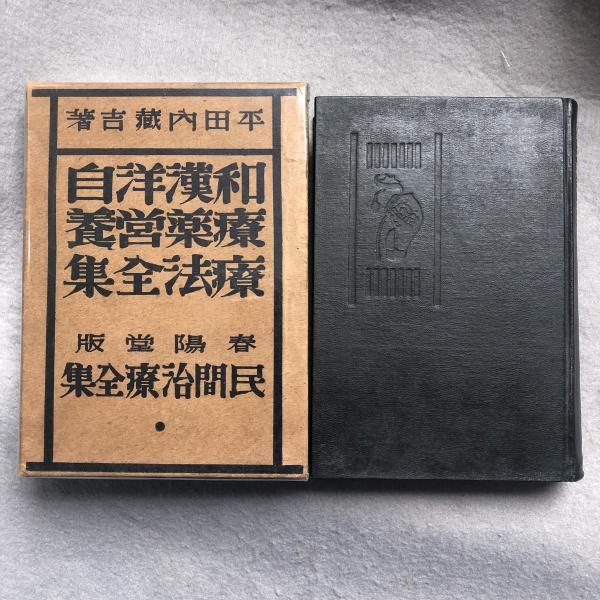 平田内藏吉著
和漢洋自
療薬営養
療法全集
春陽堂版
民間治療全集